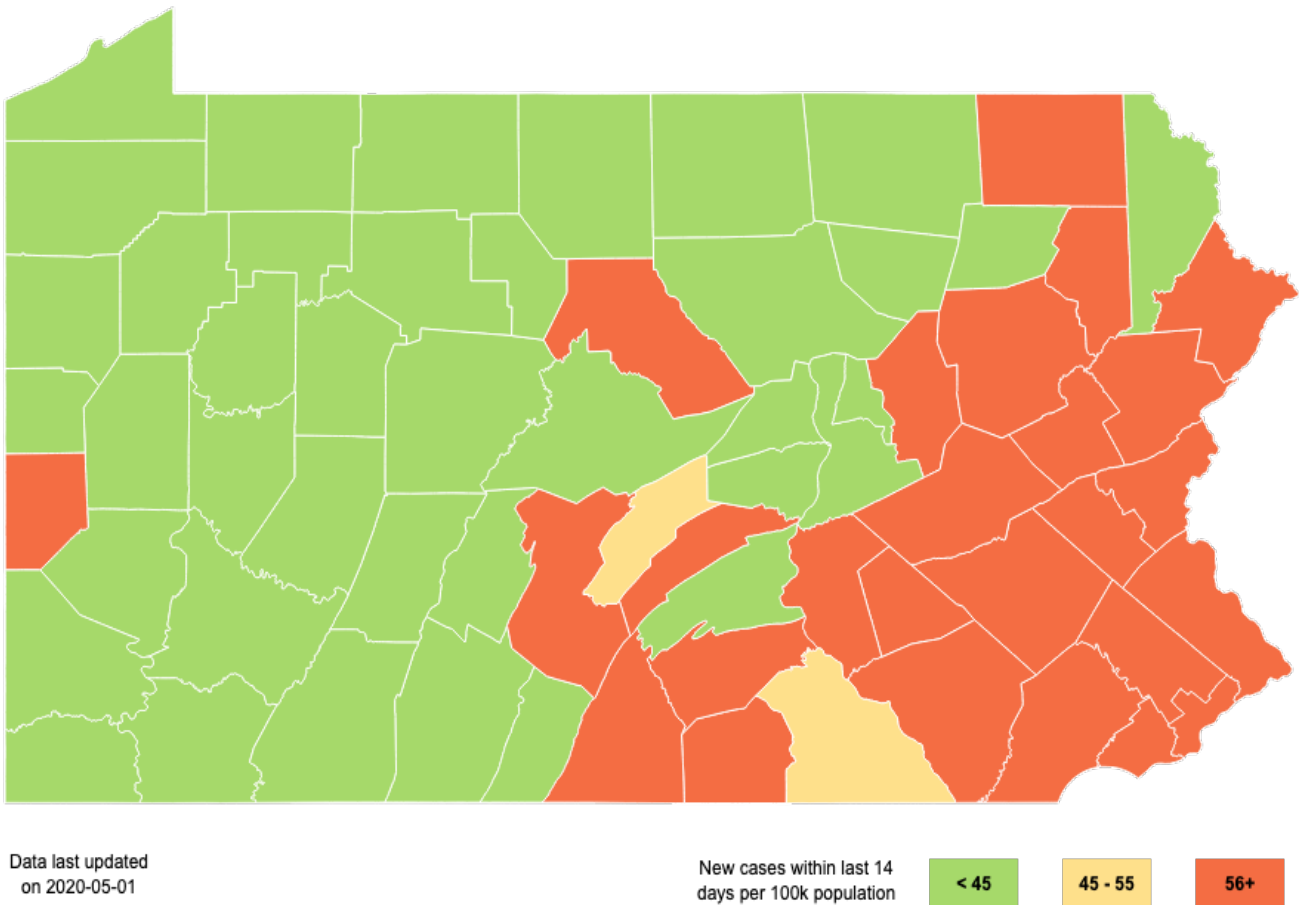 Data last updated
on 2020-05-01
New cases within last 14
days per 100k population
< 45
45 - 55
56+